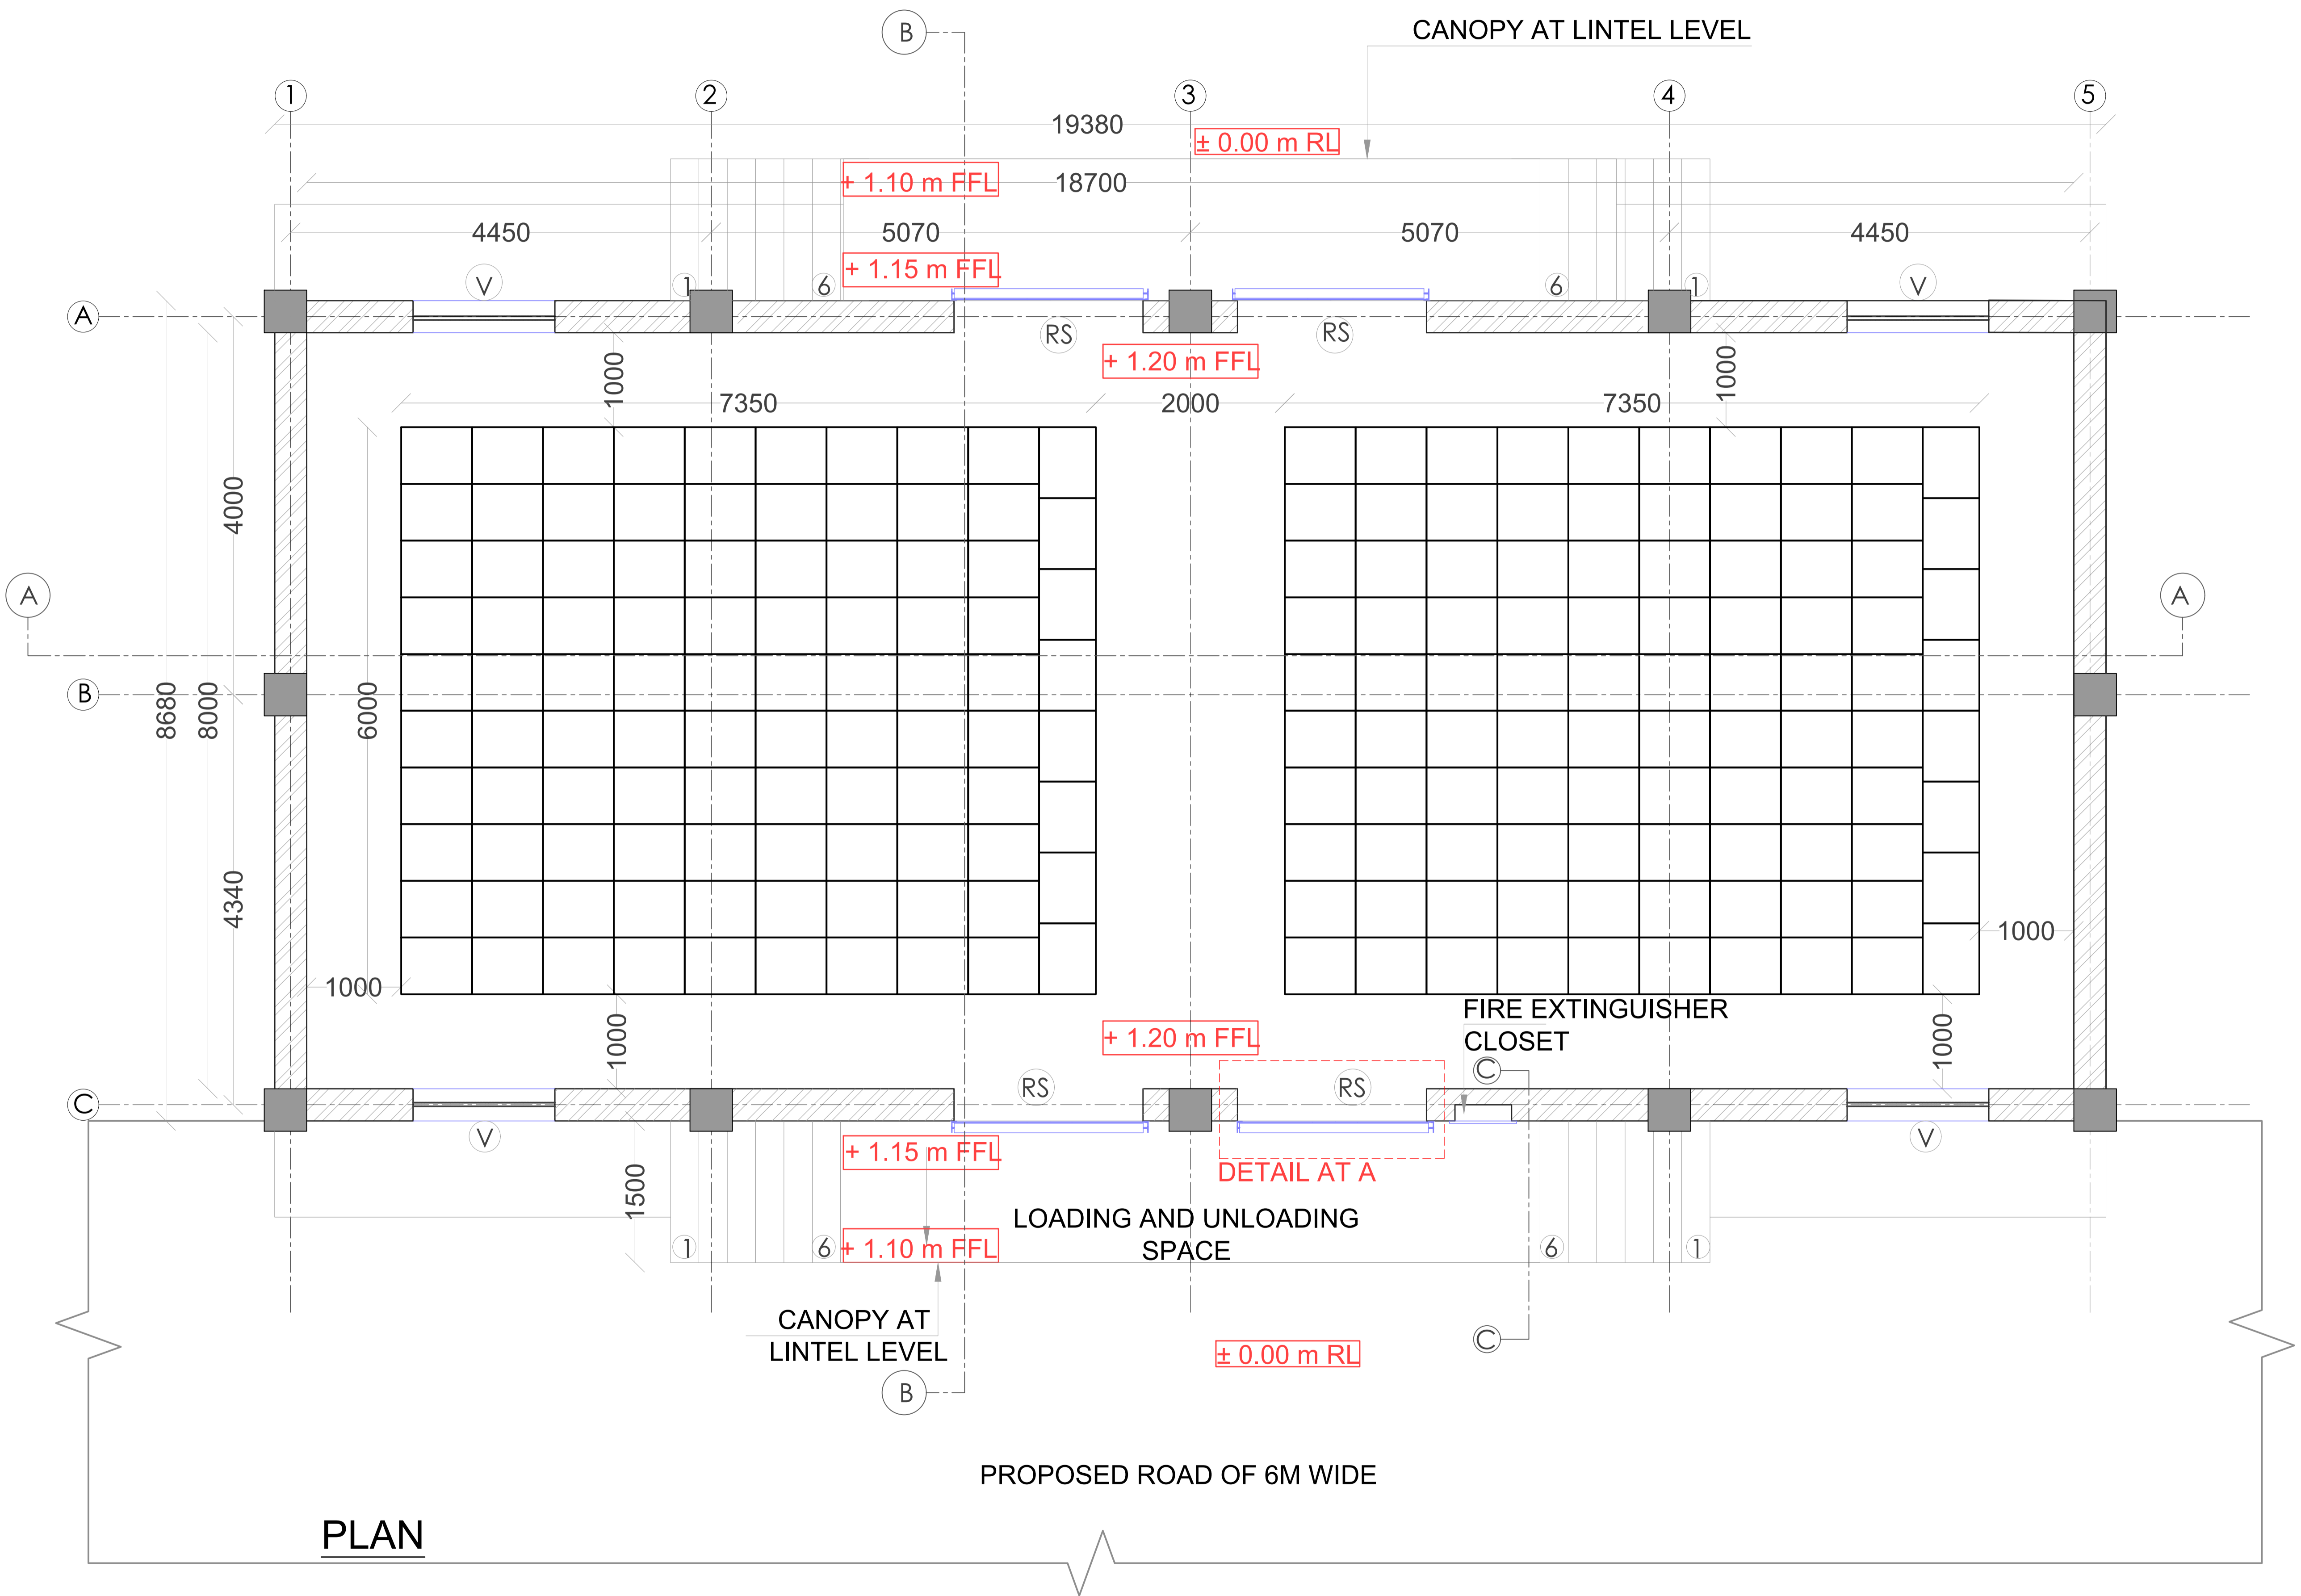 B
CANOPY AT LINTEL LEVEL
1
2
3
4
5
19380
± 0.00 m RL
+ 1.10 m FFL
18700
4450
5070
5070
4450
+ 1.15 m FFL
V
1
6
6
1
V
A
RS
RS
+ 1.20 m FFL
1000
1000
7350
2000
7350
4000
A
A
B
8680
8000
6000
4340
1000
1000
FIRE EXTINGUISHER
CLOSET
+ 1.20 m FFL
1000
1000
C
C
RS
RS
V
V
+ 1.15 m FFL
DETAIL AT A
1500
LOADING AND UNLOADING
SPACE
1
6
+ 1.10 m FFL
6
1
CANOPY AT
LINTEL LEVEL
C
± 0.00 m RL
B
PROPOSED ROAD OF 6M WIDE
PLAN